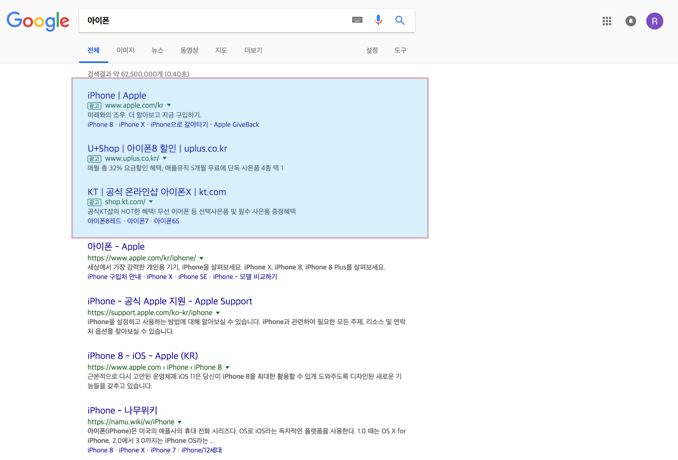 Google
아이폰
R
전체 이미지 뉴스 동영상 지도 더보기 설정 도구
검색결과 약 62,500,000개 (0.40초)
iPhone | Apple
광고 www.apple.com/kr
미래와의 조우. 더 알아보고 지금 구입하기.
iPhone 8 · iPhone X · iPhone으로 갈아타기 · Apple GiveBack
U+Shop | 아이폰8 할인 | uplus.co.kr
광고 www.uplus.co.kr/
매월 총 32% 요금할인 혜택, 애플뮤직 5개월 무료에 단독 사은품 4종 택 1
KT | 공식 온라인샵 아이폰X | kt.com
광고 shop.kt.com/
공식KT샵의 HOT한 혜택! 무선 이어폰 등 선택사은품 및 필수 사은품 증정혜택
아이폰8레드 · 아이폰7 · 아이폰6S
아이폰 - Apple
https://www.apple.com/kr/iphone/
세상에서 가장 강력한 개인용 기기, iPhone을 살펴보세요. iPhone X, iPhone 8, iPhone 8 Plus를 살펴보세요.
iPhone 구입처 안내 · iPhone X · iPhone SE · iPhone - 모델 비교하기
iPhone - 공식 Apple 지원 - Apple Support
https://support.apple.com/ko-kr/iphone
iPhone을 설정하고 사용하는 방법에 대해 알아보실 수 있습니다. iPhone과 관련하여 필요한 모든 주제, 리소스 및 연락
처 옵션을 찾아보실 수 있습니다.
iPhone 8 - iOS - Apple (KR)
https://www.apple.com › iPhone › iPhone 8
근본적으로 다시 고안된 운영체제 iOS 11은 당신이 iPhone 8을 최대한 활용할 수 있게 도와주도록 디자인된 새로운 기
능들을 갖추고 있습니다.
iPhone - 나무위키
https://namu.wiki/w/iPhone
아이폰(iPhone)은 미국의 애플사의 휴대 전화 시리즈다. OS로 iOS라는 독자적인 플랫폼을 사용한다. 1.0 때는 OS X for
iPhone, 2.0에서 3.0까지는 iPhone OS라는 ...
iPhone 8 · iPhone X · iPhone 7 · iPhone/12세대